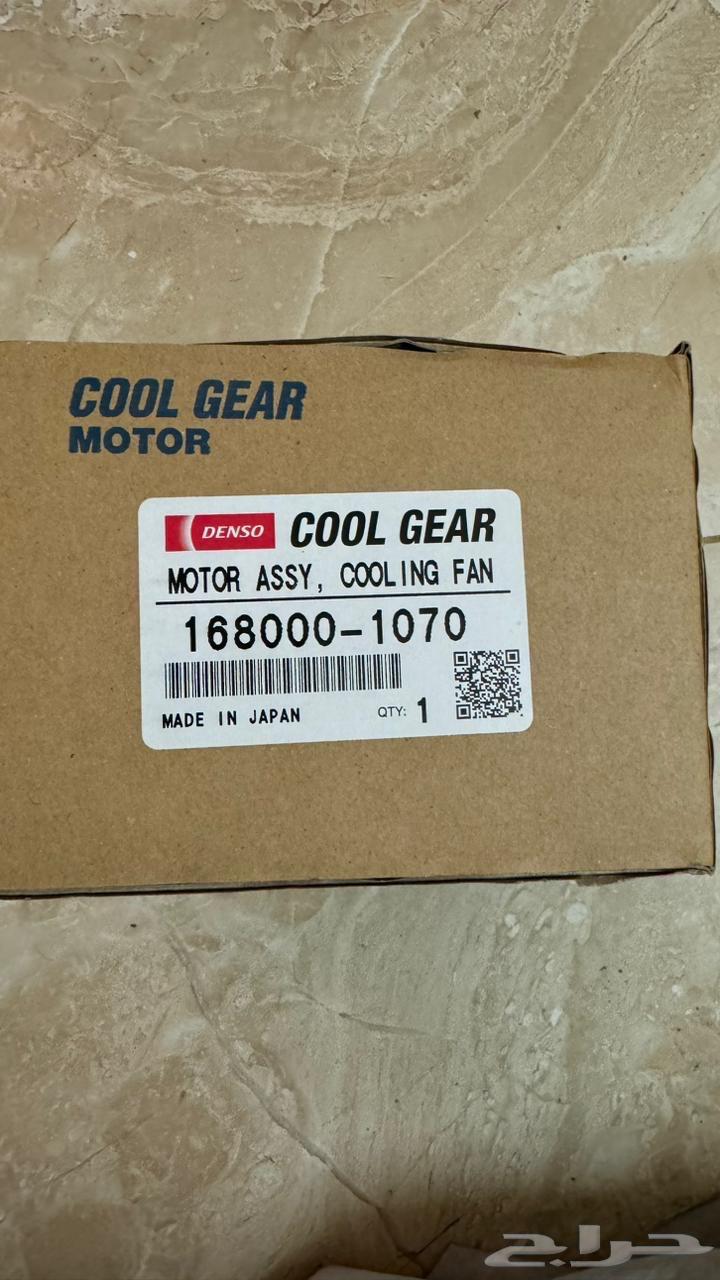 COOL GEAR
MOTOR
DENSO COOL GEAR
MOTOR ASSY, COOLING FAN
168000-1070
MADE IN JAPAN QTY: 1
حراج